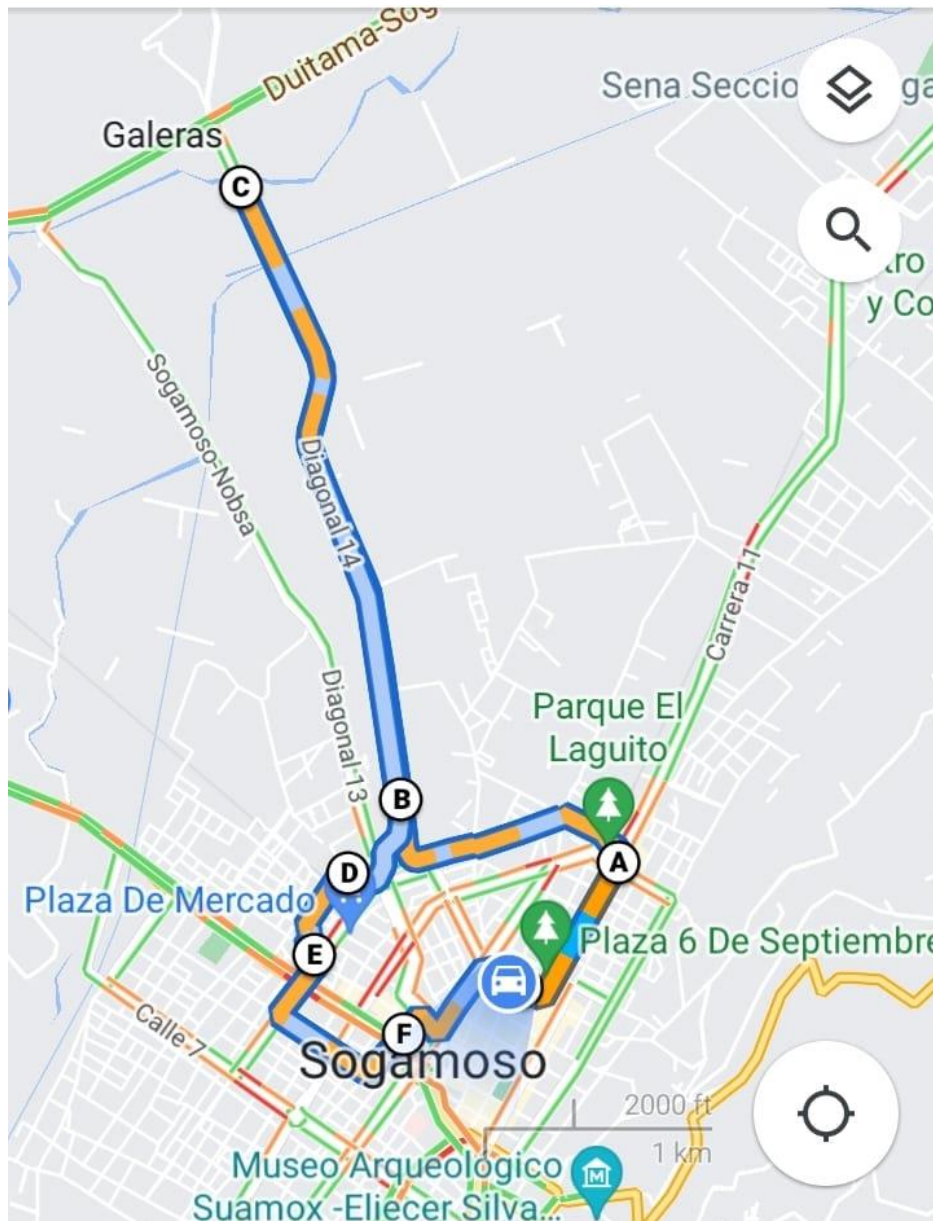 Duitama-Sog
Sena Seccio
ga
Galeras
C
tro
y Co
Sogamoso-Nobsa
Diagonal 14
Carrera 11
Parque El
Laguito
Diagonal 13
B
A
D
Plaza De Mercado
Plaza 6 De Septiembre
E
Calle 7
F
Sogamoso
2000 ft
1 km
Museo Arqueológico
Suamox -Eliecer Silva...
M